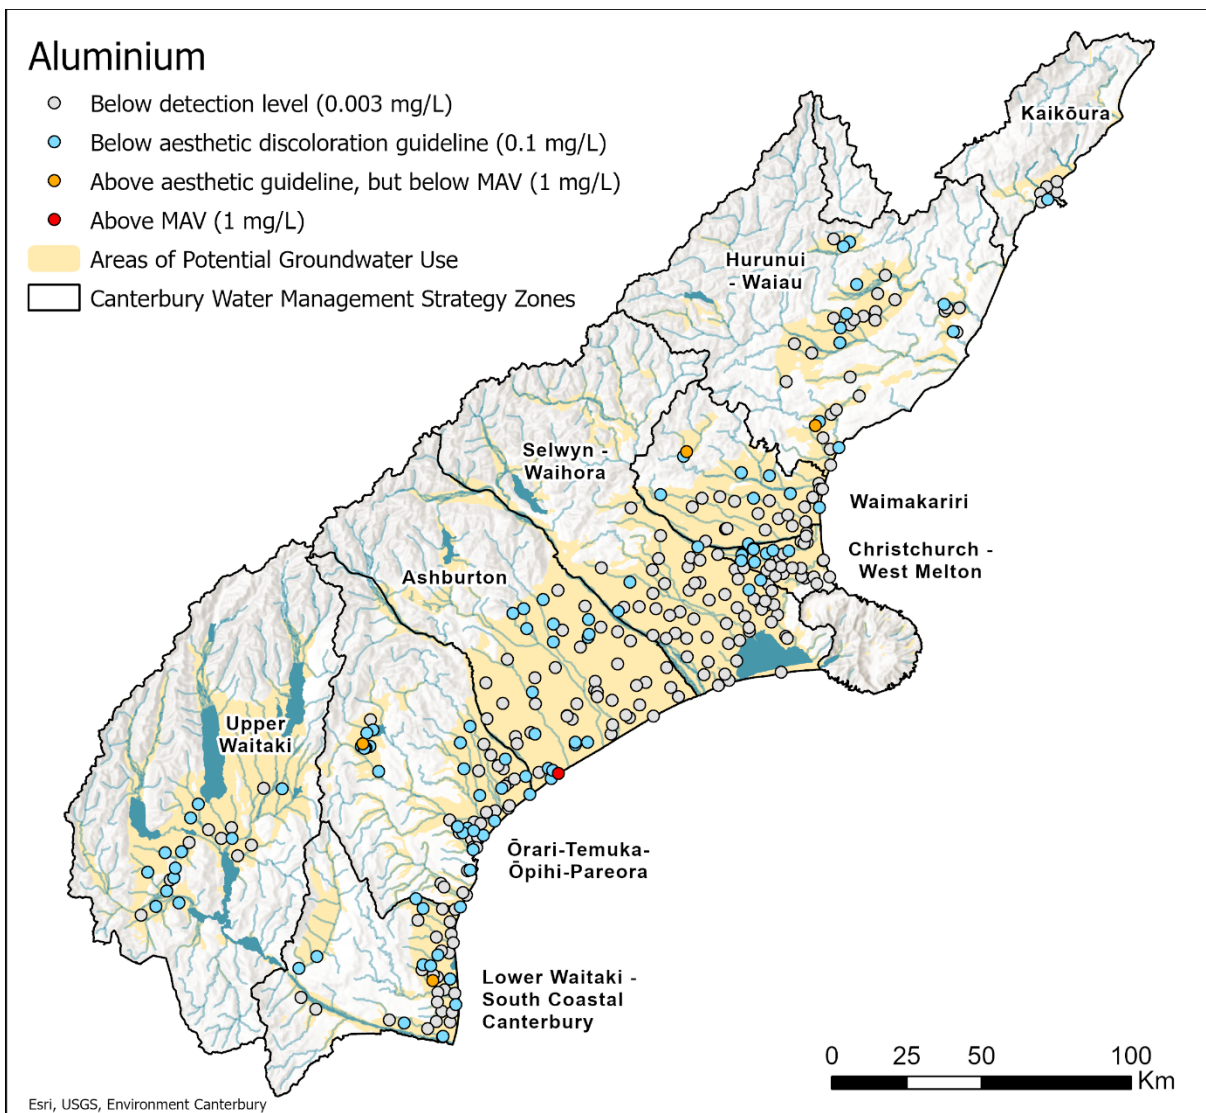 Aluminium
Below detection level (0.003 mg/L)
Below aesthetic discoloration guideline (0.1 mg/L)
Above aesthetic guideline, but below MAV (1 mg/L)
Above MAV (1 mg/L)
Areas of Potential Groundwater Use
Canterbury Water Management Strategy Zones
Kaikōura
Hurunui
- Waiau
Selwyn -
Waihora
Waimakariri
Christchurch -
West Melton
Ashburton
Upper
Waitaki
Ōrari-Temuka-
Ōpihi-Pareora
Lower Waitaki -
South Coastal
Canterbury
0 25 50 100
Km
Esri, USGS, Environment Canterbury